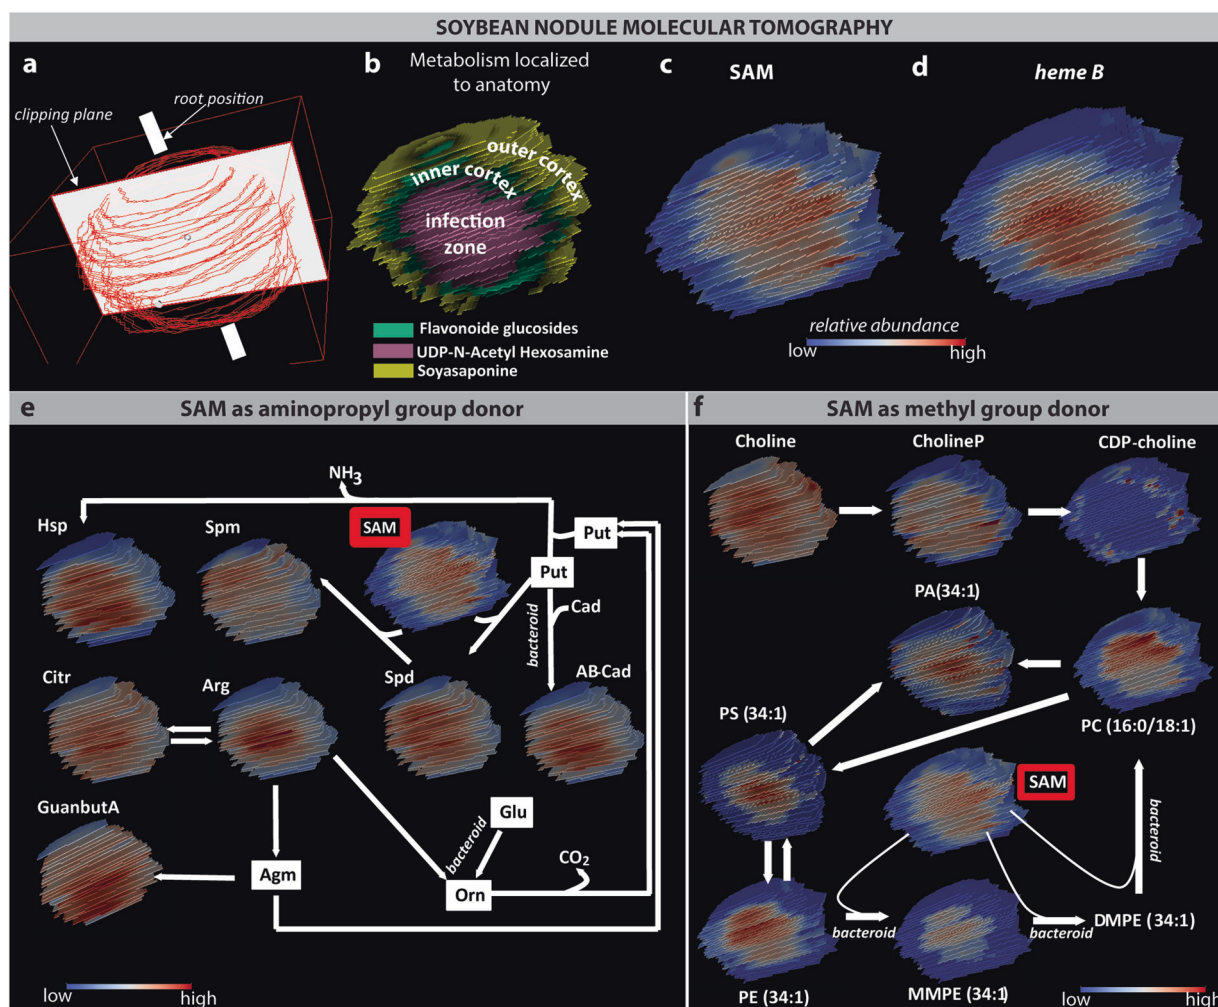 SOYBEAN NODULE MOLECULAR TOMOGRAPHY
a
root position
clipping plane
b
Metabolism localized
to anatomy
outer cortex
inner cortex
infection
zone
Flavonoide glucosides
UDP-N-Acetyl Hexosamine
Soyasaponine
c
SAM
d
heme B
relative abundance
low
high
e
SAM as aminopropyl group donor
NH3
Hsp
Spm
SAM
Put
Put
Cad
bacteroid
Citr
Arg
Spd
AB-Cad
GuanbutA
Glu
bacteroid
CO2
Agm
Orn
low
high
f
SAM as methyl group donor
Choline
CholineP
CDP-choline
PA(34:1)
PS (34:1)
PC (16:0/18:1)
SAM
bacteroid
bacteroid
bacteroid
DMPE (34:1)
PE (34:1)
MMPE (34:1)
low
high